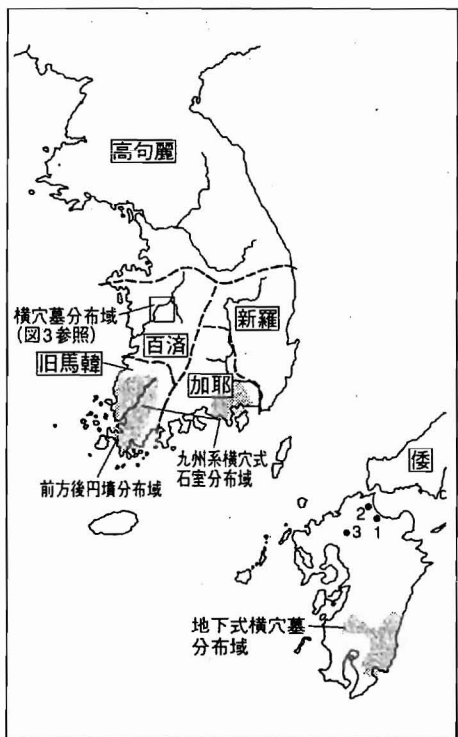 高句麗
横穴墓分布域
(図3参照)
新羅
百済
旧馬韓
加耶
九州系横穴式
石室分布域
前方後円墳分布域
倭
2
1
3
地下式横穴墓
分布域